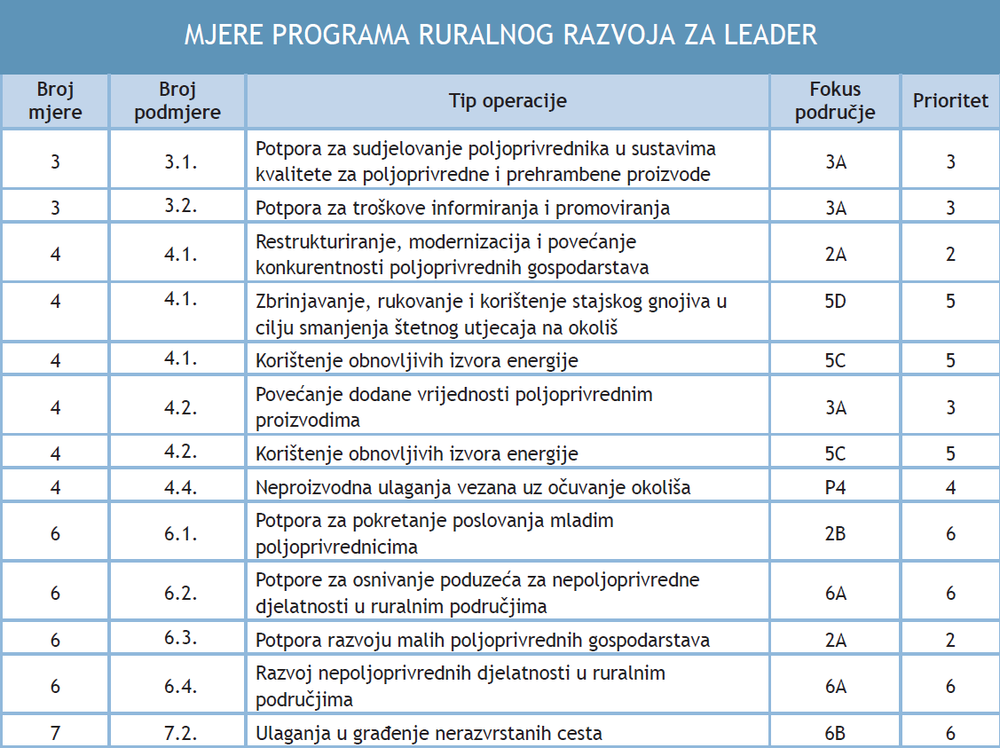 MJERE PROGRAMA RURALNOG RAZVOJA ZA LEADER
Broj mjere Broj podmjere Tip operacije Fokus područje Prioritet
3 3.1. Potpora za sudjelovanje poljoprivrednika u sustavima kvalitete za poljoprivredne i prehrambene proizvode 3A 3
3 3.2. Potpora za troškove informiranja i promoviranja 3A 3
4 4.1. Restrukturiranje, modernizacija i povećanje konkurentnosti poljoprivrednih gospodarstava 2A 2
4 4.1. Zbrinjavanje, rukovanje i korištenje stajskog gnojiva u cilju smanjenja štetnog utjecaja na okoliš 5D 5
4 4.1. Korištenje obnovljivih izvora energije 5C 5
4 4.2. Povećanje dodane vrijednosti poljoprivrednim proizvodima 3A 3
4 4.2. Korištenje obnovljivih izvora energije 5C 5
4 4.4. Neproizvodna ulaganja vezana uz očuvanje okoliša P4 4
6 6.1. Potpora za pokretanje poslovanja mladim poljoprivrednicima 2B 6
6 6.2. Potpore za osnivanje poduzeća za nepoljoprivredne djelatnosti u ruralnim područjima 6A 6
6 6.3. Potpora razvoju malih poljoprivrednih gospodarstava 2A 2
6 6.4. Razvoj nepoljoprivrednih djelatnosti u ruralnim područjima 6A 6
7 7.2. Ulaganja u građenje nerazvrstanih cesta 6B 6